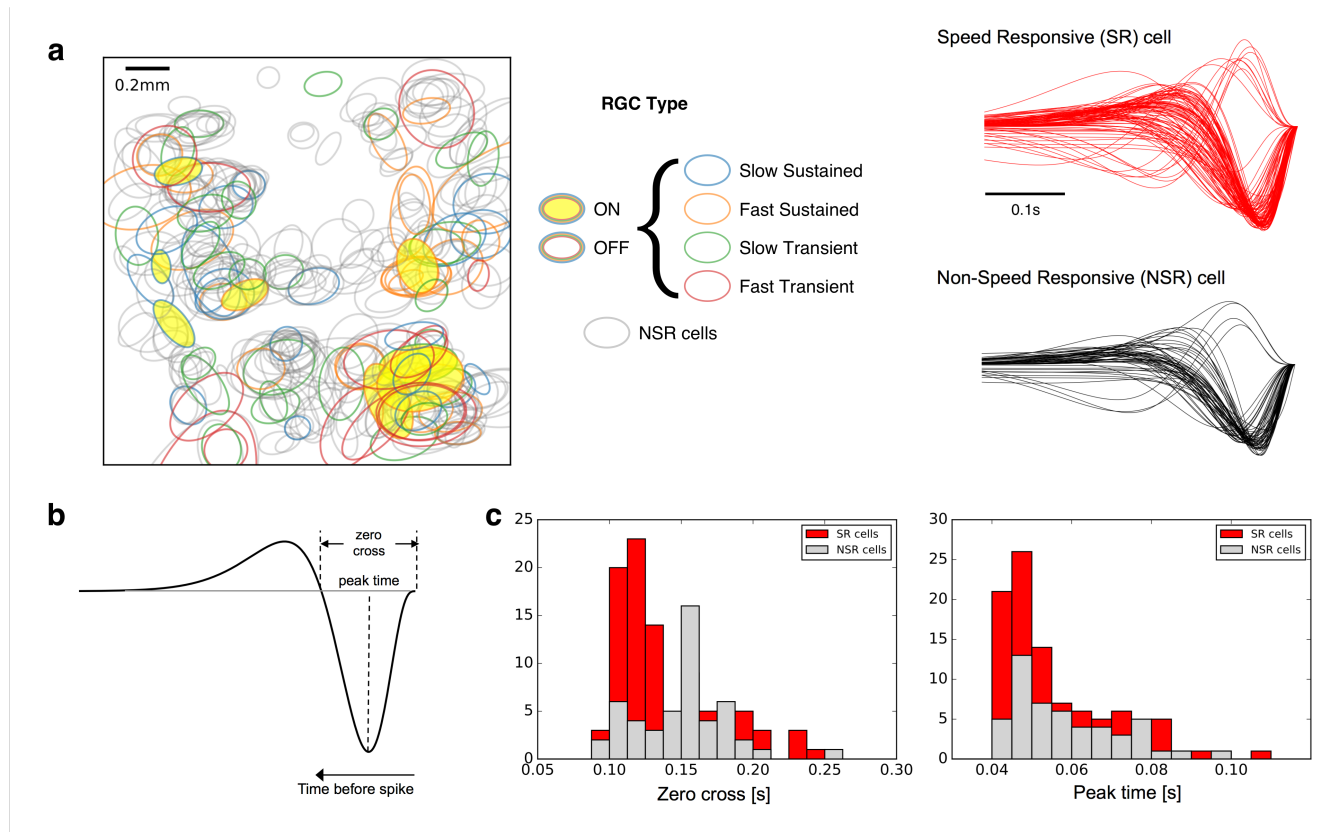 a
0.2mm
RGC Type
ON
OFF
Slow Sustained
Fast Sustained
Slow Transient
Fast Transient
NSR cells
Speed Responsive (SR) cell
0.1s
Non-Speed Responsive (NSR) cell
b
zero
cross
peak time
Time before spike
c
25
20
15
10
5
0
0.05
0.10
0.15
0.20
0.25
0.30
Zero cross [s]
SR cells
NSR cells
30
25
20
15
10
5
0
0.04
0.06
0.08
0.10
Peak time [s]
SR cells
NSR cells